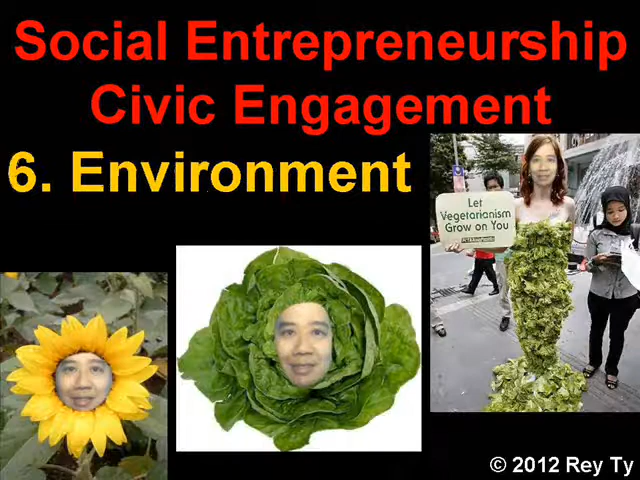 Social Entrepreneurship
Civic Engagement
6. Environment
Let
Vegetarianism
Grow on You
© 2012 Rey Ty